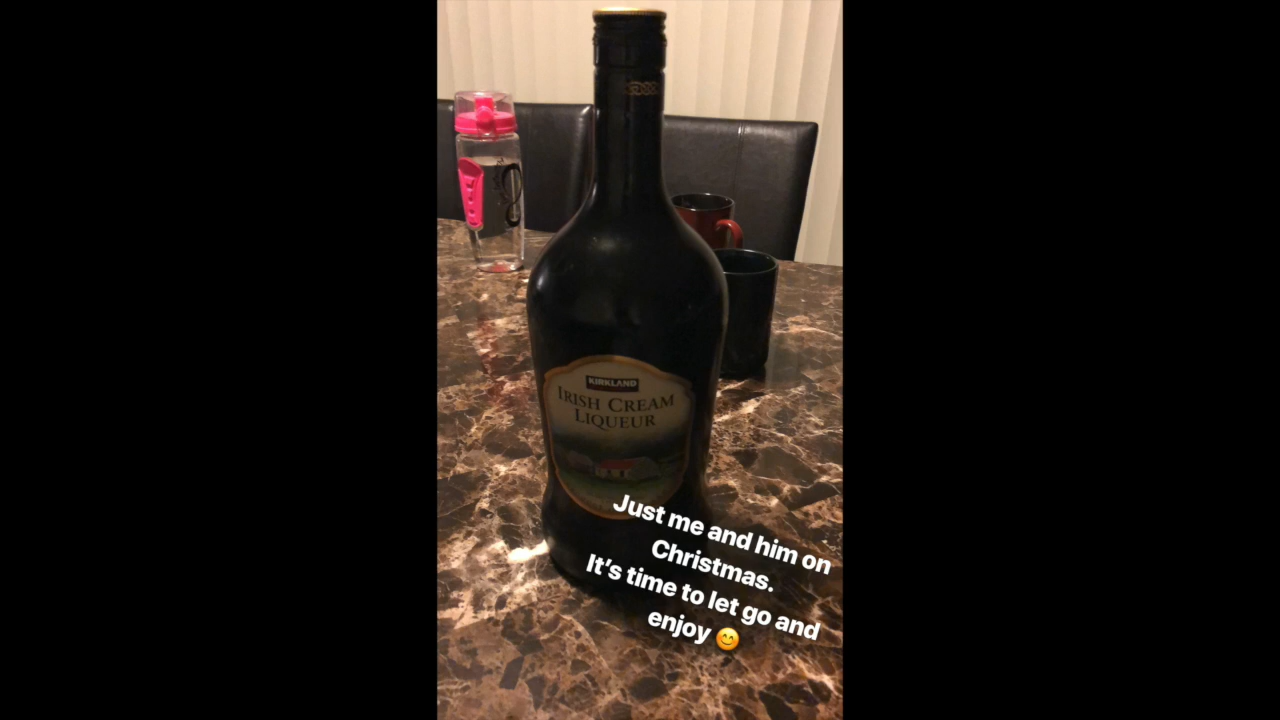 KIRKLAND
IRISH CREAM
LIQUEUR
Just me and him on
Christmas.
It's time to let go and
enjoy 😊